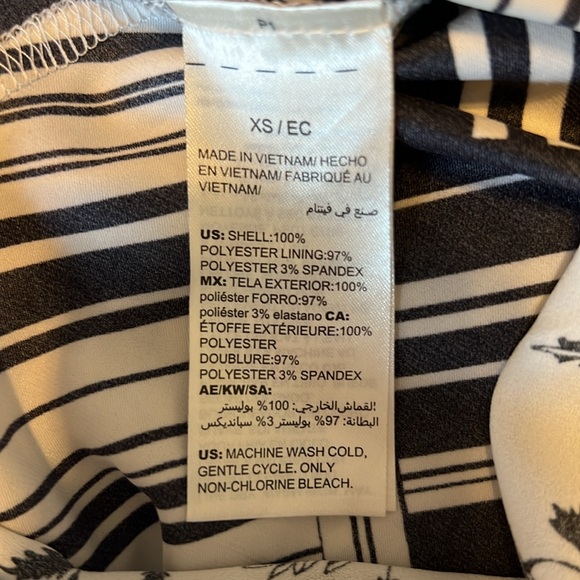 P1
XS / EC
MADE IN VIETNAM/ HECHO
EN VIETNAM/ FABRIQUÉ AU
VIETNAM/
صنع في فيتنام
US: SHELL:100%
POLYESTER LINING:97%
POLYESTER 3% SPANDEX
MX: TELA EXTERIOR:100%
poliéster FORRO:97%
poliéster 3% elastano CA:
ÉTOFFE EXTÉRIEURE:100%
POLYESTER
DOUBLURE:97%
POLYESTER 3% SPANDEX
AE/KW/SA:
القماش الخارجي: 100% بوليستر
البطانة: 97% بوليستر 3% سبانديكس
US: MACHINE WASH COLD,
GENTLE CYCLE. ONLY
NON-CHLORINE BLEACH.